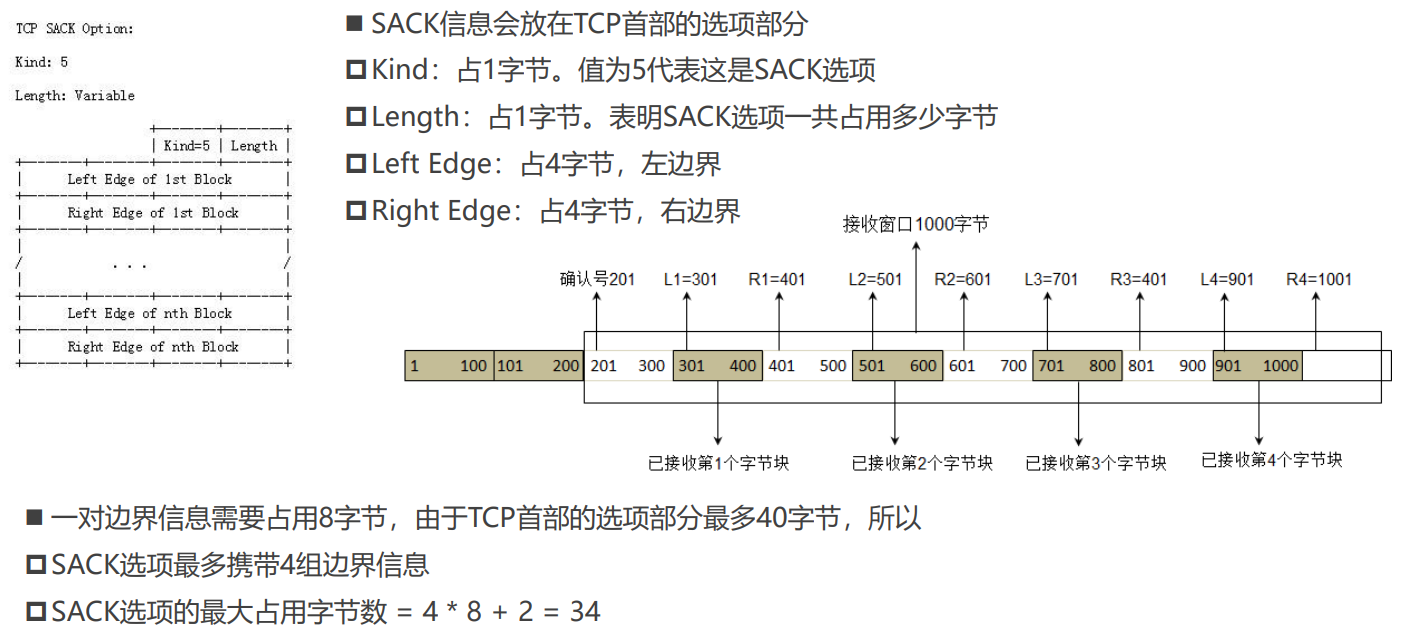 TCP SACK Option:
Kind: 5
Length: Variable
| Kind=5 | Length |
Left Edge of 1st Block
Right Edge of 1st Block
/ . . . /
Left Edge of nth Block
Right Edge of nth Block
■ SACK信息会放在TCP首部的选项部分
Kind：占1字节。值为5代表这是SACK选项
Length：占1字节。表明SACK选项一共占用多少字节
Left Edge：占4字节，左边界
Right Edge：占4字节，右边界
接收窗口1000字节
确认号201 L1=301 R1=401 L2=501 R2=601 L3=701 R3=401 L4=901 R4=1001
1 100 101 200 201 300 301 400 401 500 501 600 601 700 701 800 801 900 901 1000
已接收第1个字节块 已接收第2个字节块 已接收第3个字节块 已接收第4个字节块
■ 一对边界信息需要占用8字节，由于TCP首部的选项部分最多40字节，所以
SACK选项最多携带4组边界信息
SACK选项的最大占用字节数 = 4 * 8 + 2 = 34